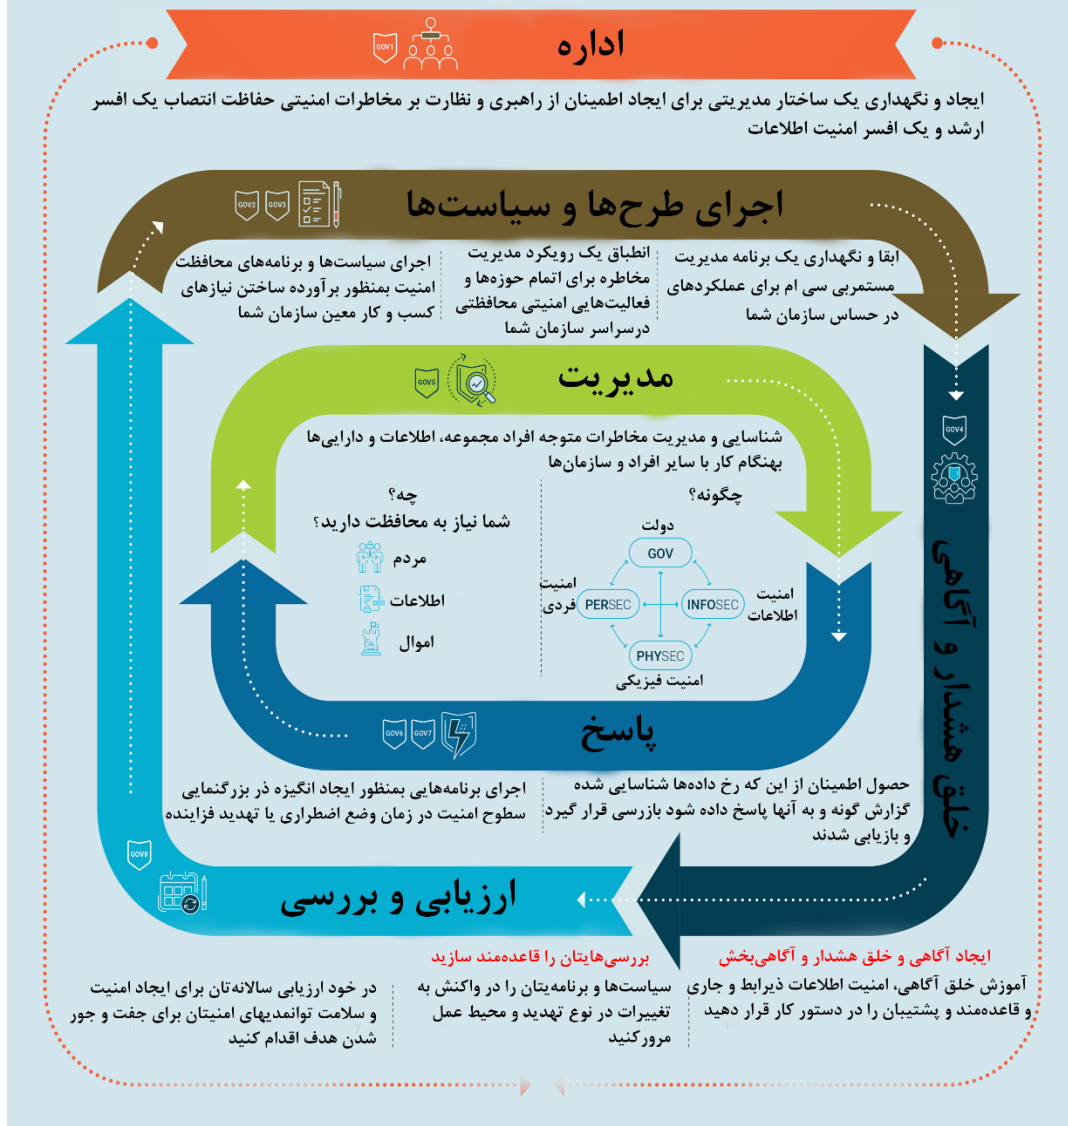 اداره
GOV1
ایجاد و نگهداری یک ساختار مدیریتی برای ایجاد اطمینان از راهبری و نظارت بر مخاطرات امنیتی حفاظت انتصاب یک افسر
ارشد و یک افسر امنیت اطلاعات
اجرای طرح‌ها و سیاست‌ها
GOV3
GOV2
ابقا و نگهداری یک برنامه مدیریت
مستمربی سی ام برای عملکردهای
در حساس سازمان شما
انطباق یک رویکرد مدیریت
مخاطره برای اتمام حوزه‌ها و
فعالیت‌هایی امنیتی محافظتی
درسراسر سازمان شما
اجرای سیاست‌ها و برنامه‌های محافظت
امنیت بمنظور برآورده ساختن نیازهای
کسب و کار معین سازمان شما
GOV4
خلق هشدار و آگاهی
مدیریت
GOV5
شناسایی و مدیریت مخاطرات متوجه افراد مجموعه، اطلاعات و دارایی‌ها
بهنگام کار با سایر افراد و سازمان‌ها
چگونه؟
دولت
GOV
امنیت
اطلاعات
INFOSEC
PERSEC
امنیت
فردی
PHYSEC
امنیت فیزیکی
چه؟
شما نیاز به محافظت دارید؟
مردم
اطلاعات
اموال
پاسخ
GOV7
GOV6
حصول اطمینان از این که رخ داده‌ها شناسایی شده
گزارش گونه و به آنها پاسخ داده شود بازرسی قرار گیرد
و بازیابی شدند
اجرای برنامه‌هایی بمنظور ایجاد انگیزه ذر بزرگنمایی
سطوح امنیت در زمان وضع اضطراری یا تهدید فزاینده
GOV8
ارزیابی و بررسی
ایجاد آگاهی و خلق هشدار و آگاهی‌بخش
آموزش خلق آگاهی، امنیت اطلاعات ذیرابط و جاری
و قاعده‌مند و پشتیبان را در دستور کار قرار دهید
بررسی‌هایتان را قاعده‌مند سازید
سیاست‌ها و برنامه‌یتان را در واکنش به
تغییرات در نوع تهدید و محیط عمل
مرورکنید
در خود ارزیابی سالانه‌تان برای ایجاد امنیت
و سلامت توانمدیهای امنیتان برای جفت و جور
شدن هدف اقدام کنید